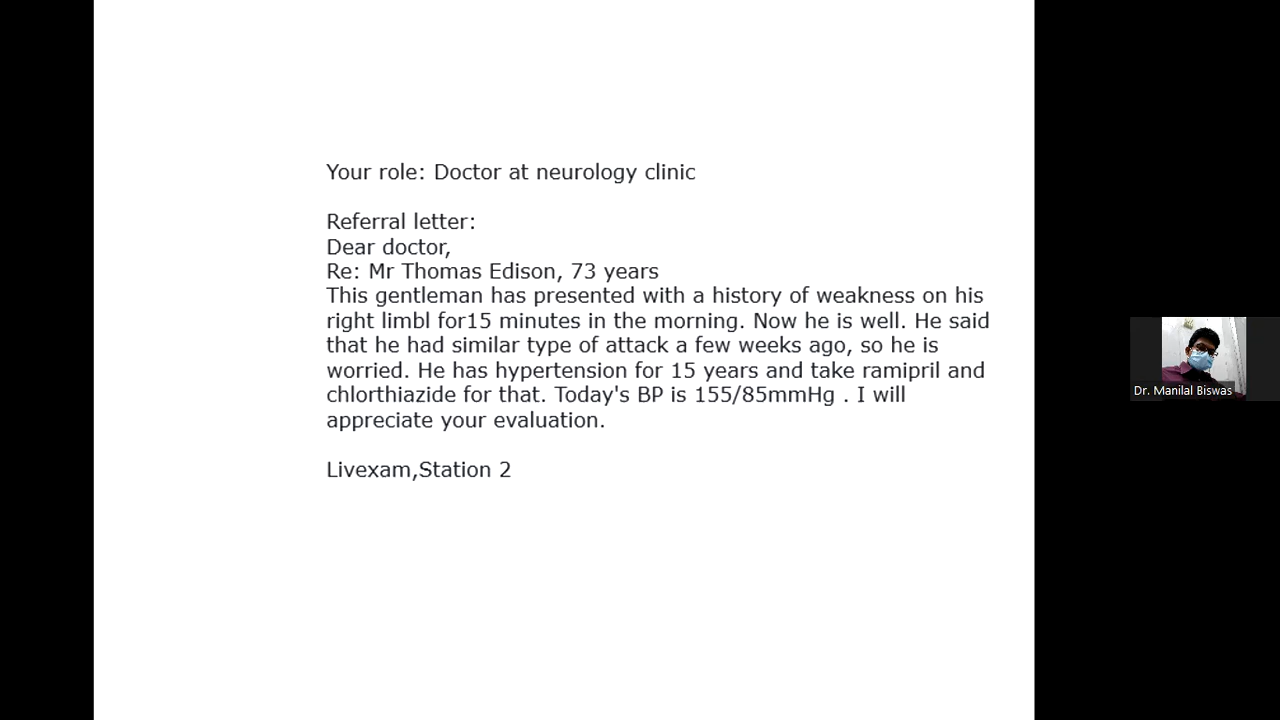 Your role: Doctor at neurology clinic
Referral letter:
Dear doctor,
Re: Mr Thomas Edison, 73 years
This gentleman has presented with a history of weakness on his
right limbl for15 minutes in the morning. Now he is well. He said
that he had similar type of attack a few weeks ago, so he is
worried. He has hypertension for 15 years and take ramipril and
chlorthiazide for that. Today's BP is 155/85mmHg . I will
appreciate your evaluation.
Livexam,Station 2
Dr. Manilal Biswas